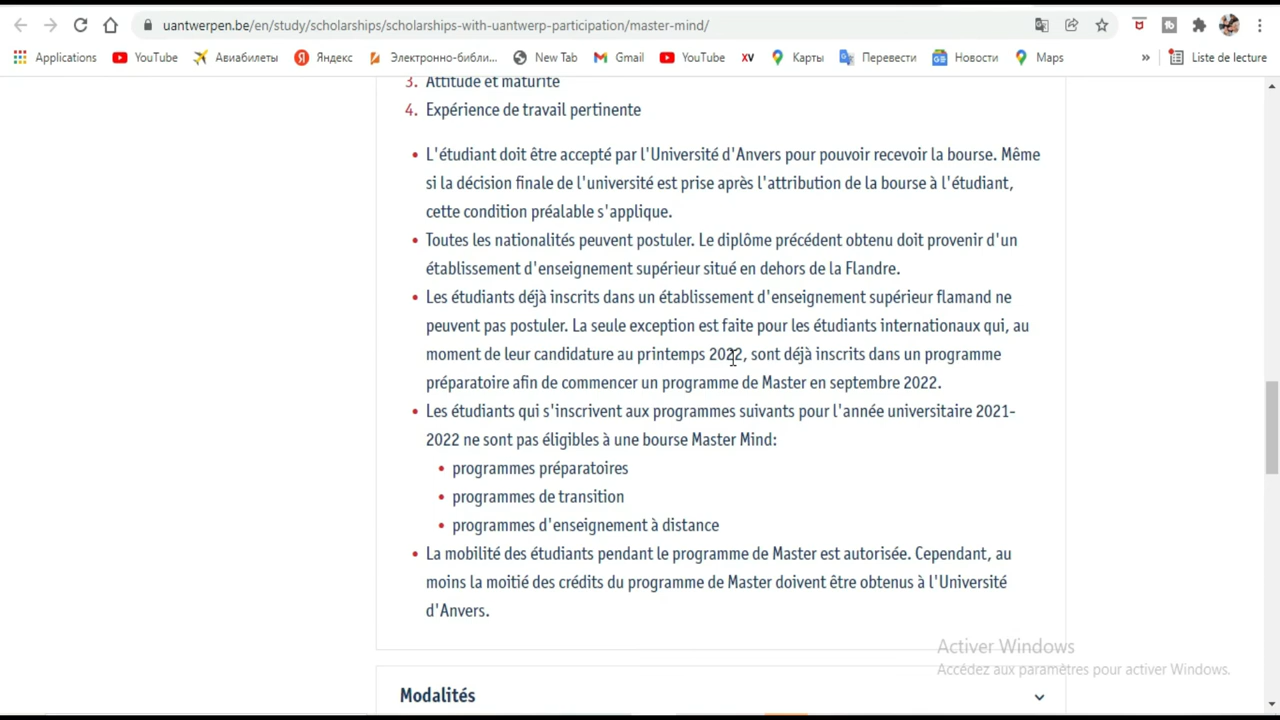 uantwerpen.be/en/study/scholarships/scholarships-with-uantwerp-participation/master-mind/
Applications YouTube Авиабилеты Яндекс Электронно-библи... New Tab Gmail YouTube XV Карты Перевести Новости Maps » Liste de lecture
3. Attitude et maturité
4. Expérience de travail pertinente
• L'étudiant doit être accepté par l'Université d'Anvers pour pouvoir recevoir la bourse. Même
si la décision finale de l'université est prise après l'attribution de la bourse à l'étudiant,
cette condition préalable s'applique.
• Toutes les nationalités peuvent postuler. Le diplôme précédent obtenu doit provenir d'un
établissement d'enseignement supérieur situé en dehors de la Flandre.
• Les étudiants déjà inscrits dans un établissement d'enseignement supérieur flamand ne
peuvent pas postuler. La seule exception est faite pour les étudiants internationaux qui, au
moment de leur candidature au printemps 2022, sont déjà inscrits dans un programme
préparatoire afin de commencer un programme de Master en septembre 2022.
• Les étudiants qui s'inscrivent aux programmes suivants pour l'année universitaire 2021-
2022 ne sont pas éligibles à une bourse Master Mind:
• programmes préparatoires
• programmes de transition
• programmes d'enseignement à distance
• La mobilité des étudiants pendant le programme de Master est autorisée. Cependant, au
moins la moitié des crédits du programme de Master doivent être obtenus à l'Université
d'Anvers.
Activer Windows
Accédez aux paramètres pour activer Windows.
Modalités